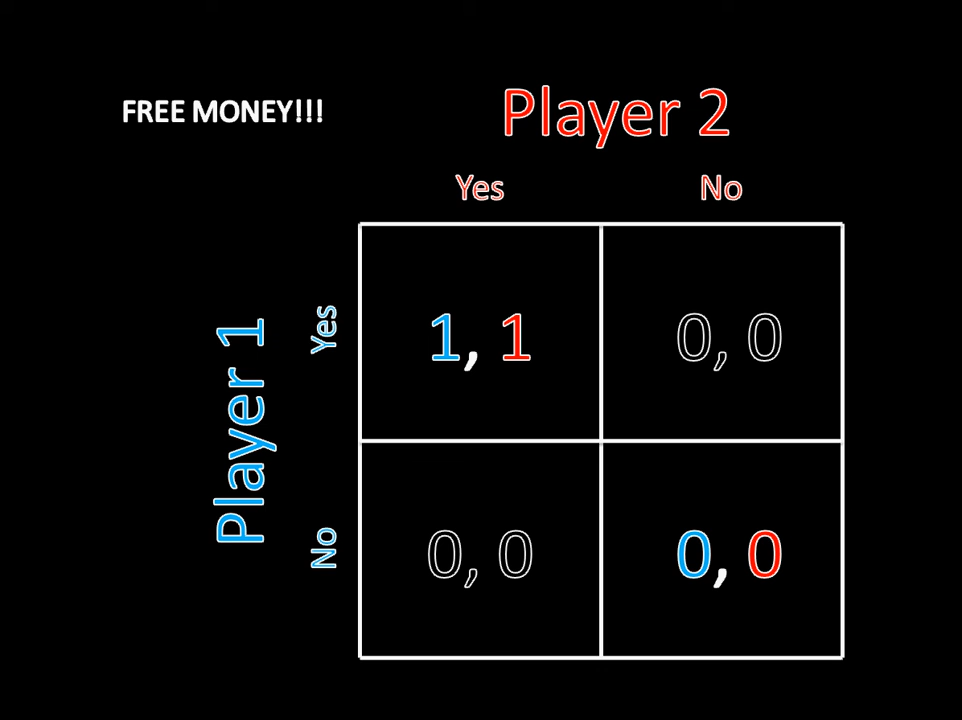 FREE MONEY!!!
Player 2
Yes No
Player 1
Yes
1, 1 0, 0
No
0, 0 0, 0